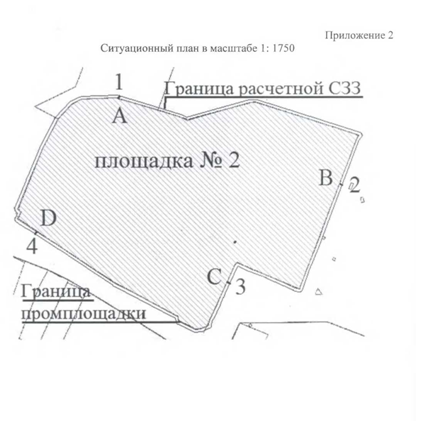 Приложение 2
Ситуационный план в масштабе 1: 1750
1
Граница расчетной СЗЗ
A
площадка № 2
B
2
D
4
C
3
Граница
промплощадки